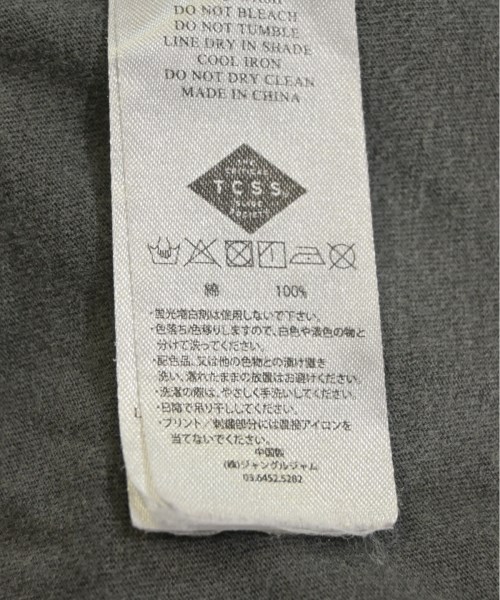 DO NOT BLEACH
DO NOT TUMBLE
LINE DRY IN SHADE
COOL IRON
DO NOT DRY CLEAN
MADE IN CHINA
THE
CRITICAL
TCSS
SLIDE
SOCIETY
綿 100%
・蛍光増白剤は使用しないで下さい。
・色落ち/色移りしますので、白色や淡色の物と
分けて洗ってください。
・配色品、又は他の色物との漬け置き
洗い、濡れたままの放置はお避けください。
・洗濯の際は、やさしく手洗いしてください。
・日陰で吊り干ししてください。
・プリント/刺繍部分には直接アイロンを
当てないでください。
中国製
(株)ジャングルジャム
03.6452.5282